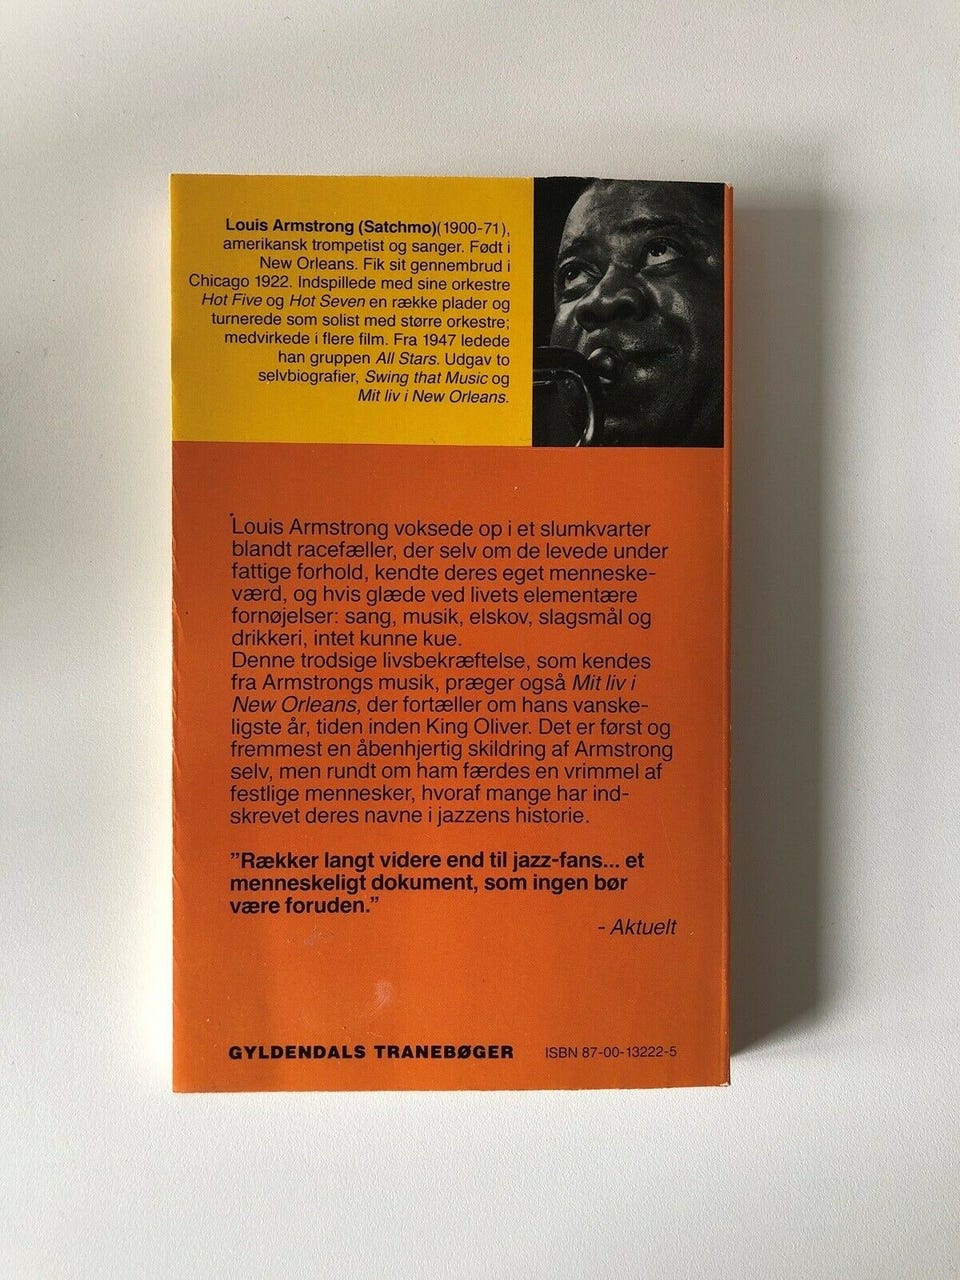 Louis Armstrong (Satchmo)(1900-71),
amerikansk trompetist og sanger. Født i
New Orleans. Fik sit gennembrud i
Chicago 1922. Indspillede med sine orkestre
Hot Five og Hot Seven en række plader og
turnerede som solist med større orkestre;
medvirkede i flere film. Fra 1947 ledede
han gruppen All Stars. Udgav to
selvbiografier, Swing that Music og
Mit liv i New Orleans.
Louis Armstrong voksede op i et slumkvarter
blandt racefæller, der selv om de levede under
fattige forhold, kendte deres eget menneske-
værd, og hvis glæde ved livets elementære
fornøjelser: sang, musik, elskov, slagsmål og
drikkeri, intet kunne kue.
Denne trodsige livsbekræftelse, som kendes
fra Armstrongs musik, præger også Mit liv i
New Orleans, der fortæller om hans vanske-
ligste år, tiden inden King Oliver. Det er først og
fremmest en åbenhjertig skildring af Armstrong
selv, men rundt om ham færdes en vrimmel af
festlige mennesker, hvoraf mange har ind-
skrevet deres navne i jazzens historie.
”Rækker langt videre end til jazz-fans... et
menneskeligt dokument, som ingen bør
være foruden.”
- Aktuelt
GYLDENDALS TRANEBØGER ISBN 87-00-13222-5